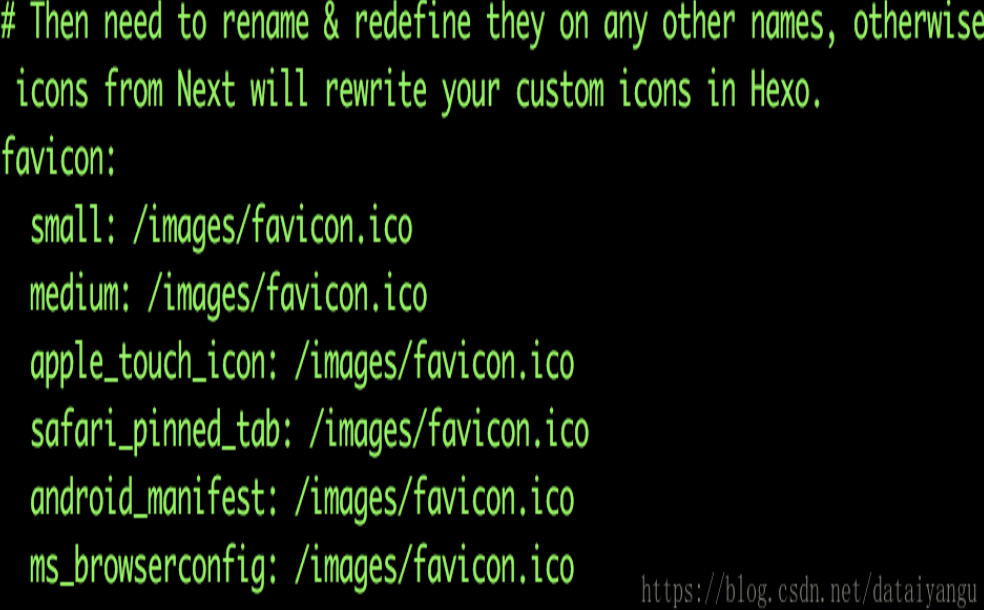 # Then need to rename & redefine they on any other names, otherwise
icons from Next will rewrite your custom icons in Hexo.
favicon:
small: /images/favicon.ico
medium: /images/favicon.ico
apple_touch_icon: /images/favicon.ico
safari_pinned_tab: /images/favicon.ico
android_manifest: /images/favicon.ico
ms_browserconfig: /images/favicon.ico
https://blog.csdn.net/dataiyangu